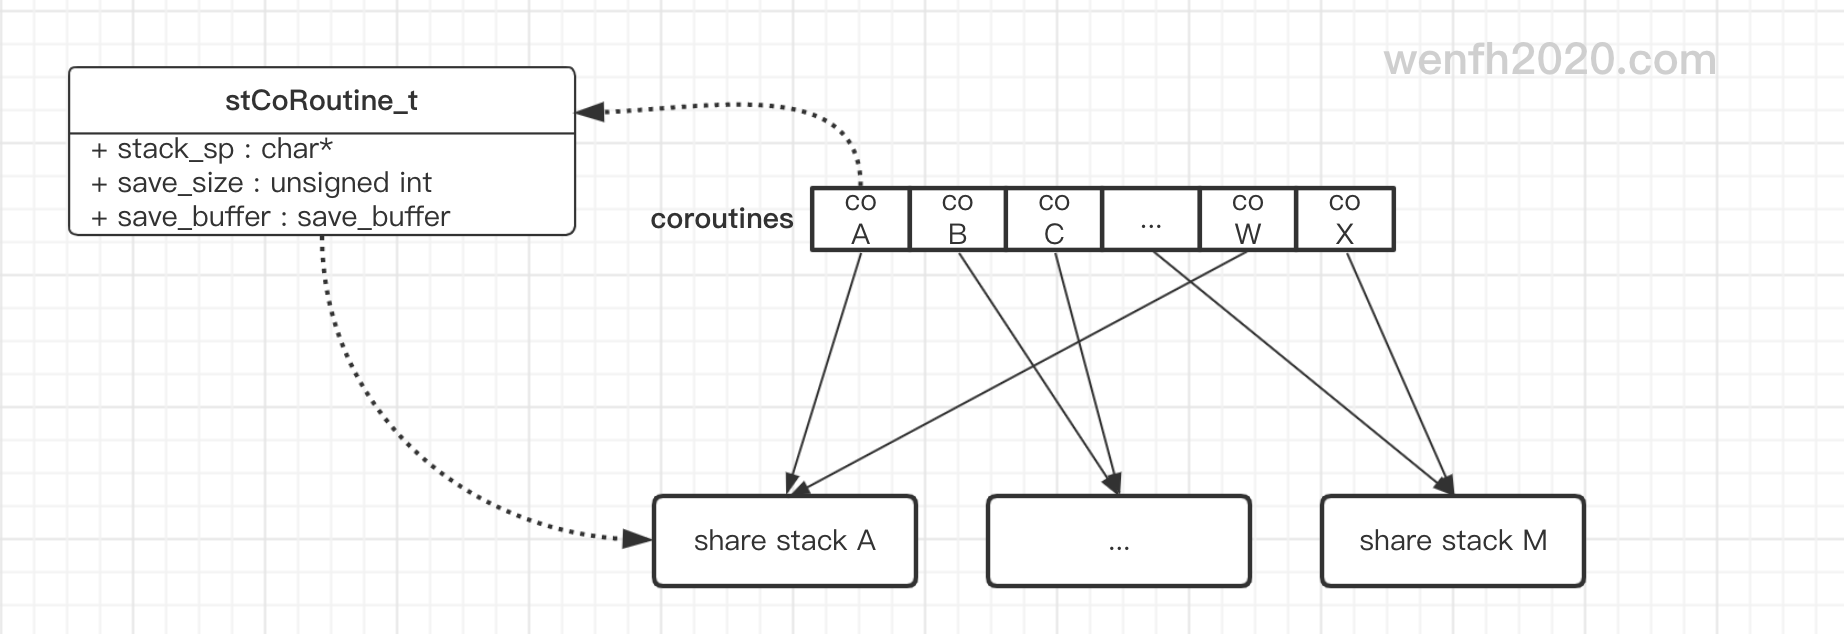 wenfh2020.com
stCoRoutine_t
+ stack_sp : char*
+ save_size : unsigned int
+ save_buffer : save_buffer
coroutines
co
A
co
B
co
C
...
co
W
co
X
share stack A
...
share stack M